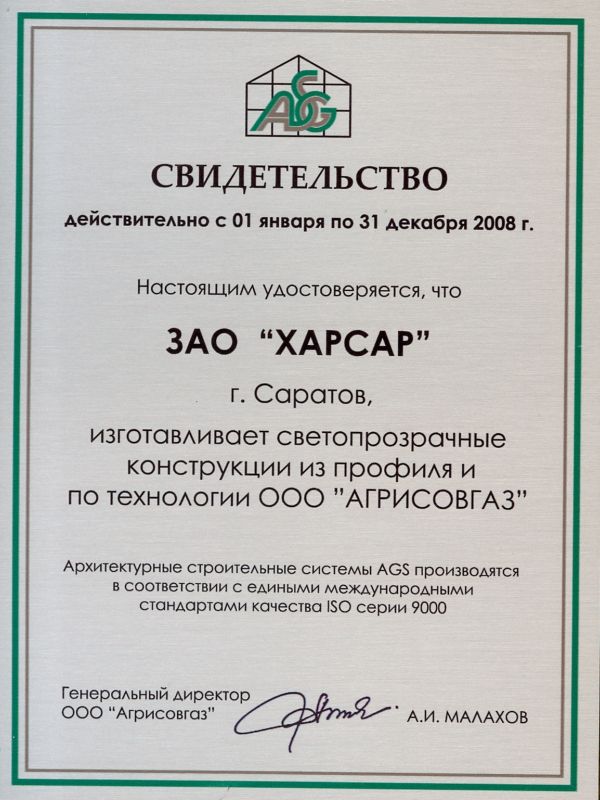 ASG
СВИДЕТЕЛЬСТВО
действительно с 01 января по 31 декабря 2008 г.
Настоящим удостоверяется, что
ЗАО “ХАРСАР”
г. Саратов,
изготавливает светопрозрачные
конструкции из профиля и
по технологии ООО ”АГРИСОВГАЗ”
Архитектурные строительные системы AGS производятся
в соответствии с едиными международными
стандартами качества ISO серии 9000
Генеральный директор
ООО “Агрисовгаз”
А.И. МАЛАХОВ